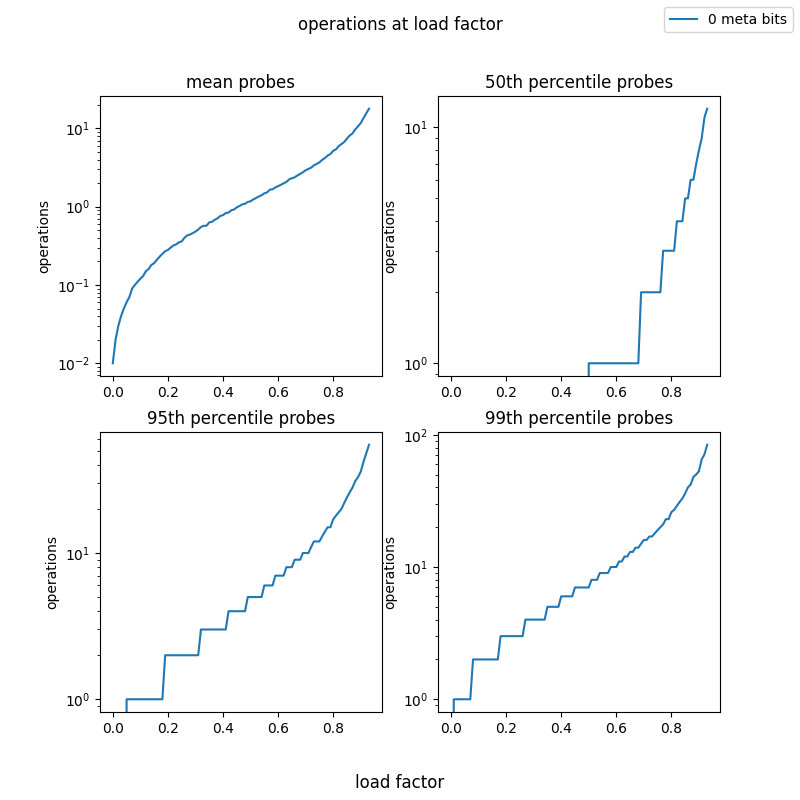 operations at load factor
0 meta bits
mean probes
operations
10⁻²
10⁻¹
10⁰
10¹
0.0 0.2 0.4 0.6 0.8
50th percentile probes
operations
10⁰
10¹
0.0 0.2 0.4 0.6 0.8
95th percentile probes
operations
10⁰
10¹
0.0 0.2 0.4 0.6 0.8
99th percentile probes
operations
10⁰
10¹
10²
0.0 0.2 0.4 0.6 0.8
load factor